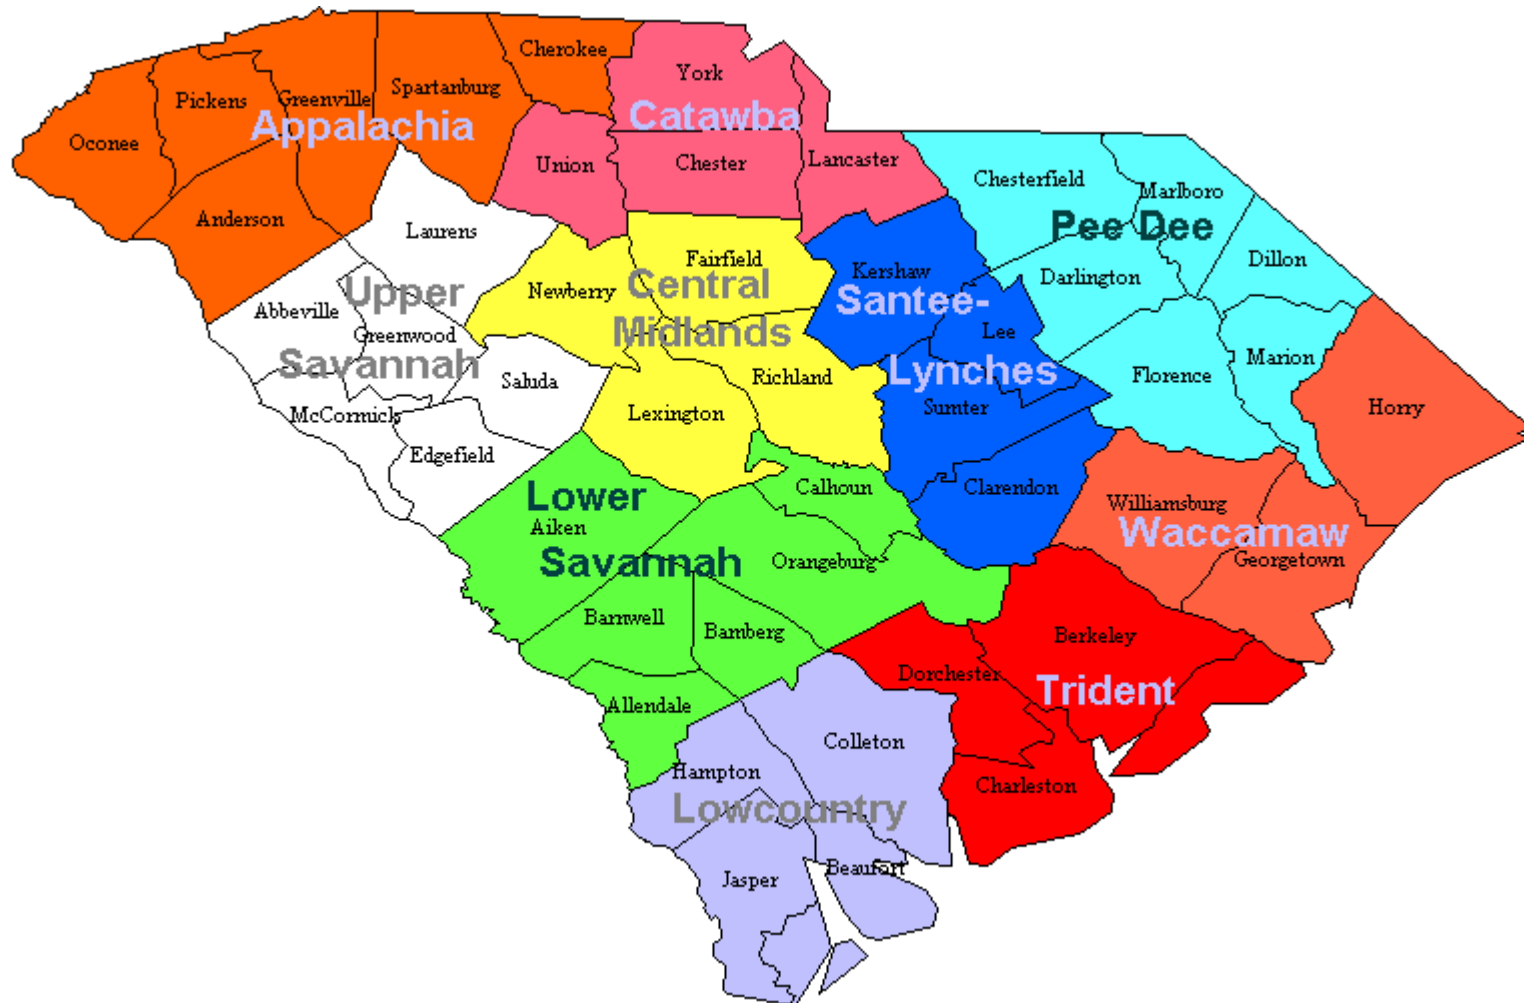 Cherokee
York
Spartanburg
Pickens
Greenville
Appalachia
Catawba
Oconee
Union
Chester
Lancaster
Chesterfield
Marlboro
Anderson
Laurens
Pee Dee
Fairfield
Kershaw
Dillon
Darlington
Newberry
Central
Upper
Santee-
Abbeville
Greenwood
Midlands
Lee
Savannah
Saluda
Richland
Lynches
Florence
Marion
McCormick
Lexington
Sumter
Horry
Edgefield
Calhoun
Clarendon
Lower
Williamsburg
Aiken
Waccamaw
Savannah
Orangeburg
Georgetown
Barnwell
Bamberg
Berkeley
Dorchester
Trident
Allendale
Colleton
Hampton
Charleston
Lowcountry
Beaufort
Jasper